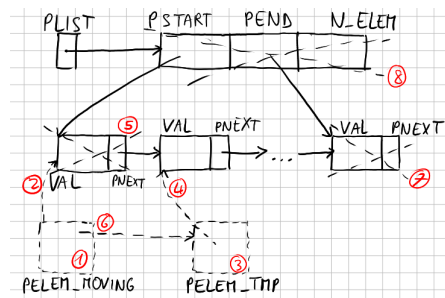 PLIST PSTART PEND N_ELEM
8
5
VAL PNEXT VAL PNEXT
...
2 VAL PNEXT 4 7
6
1 3
PELEM_MOVING PELEM_TMP